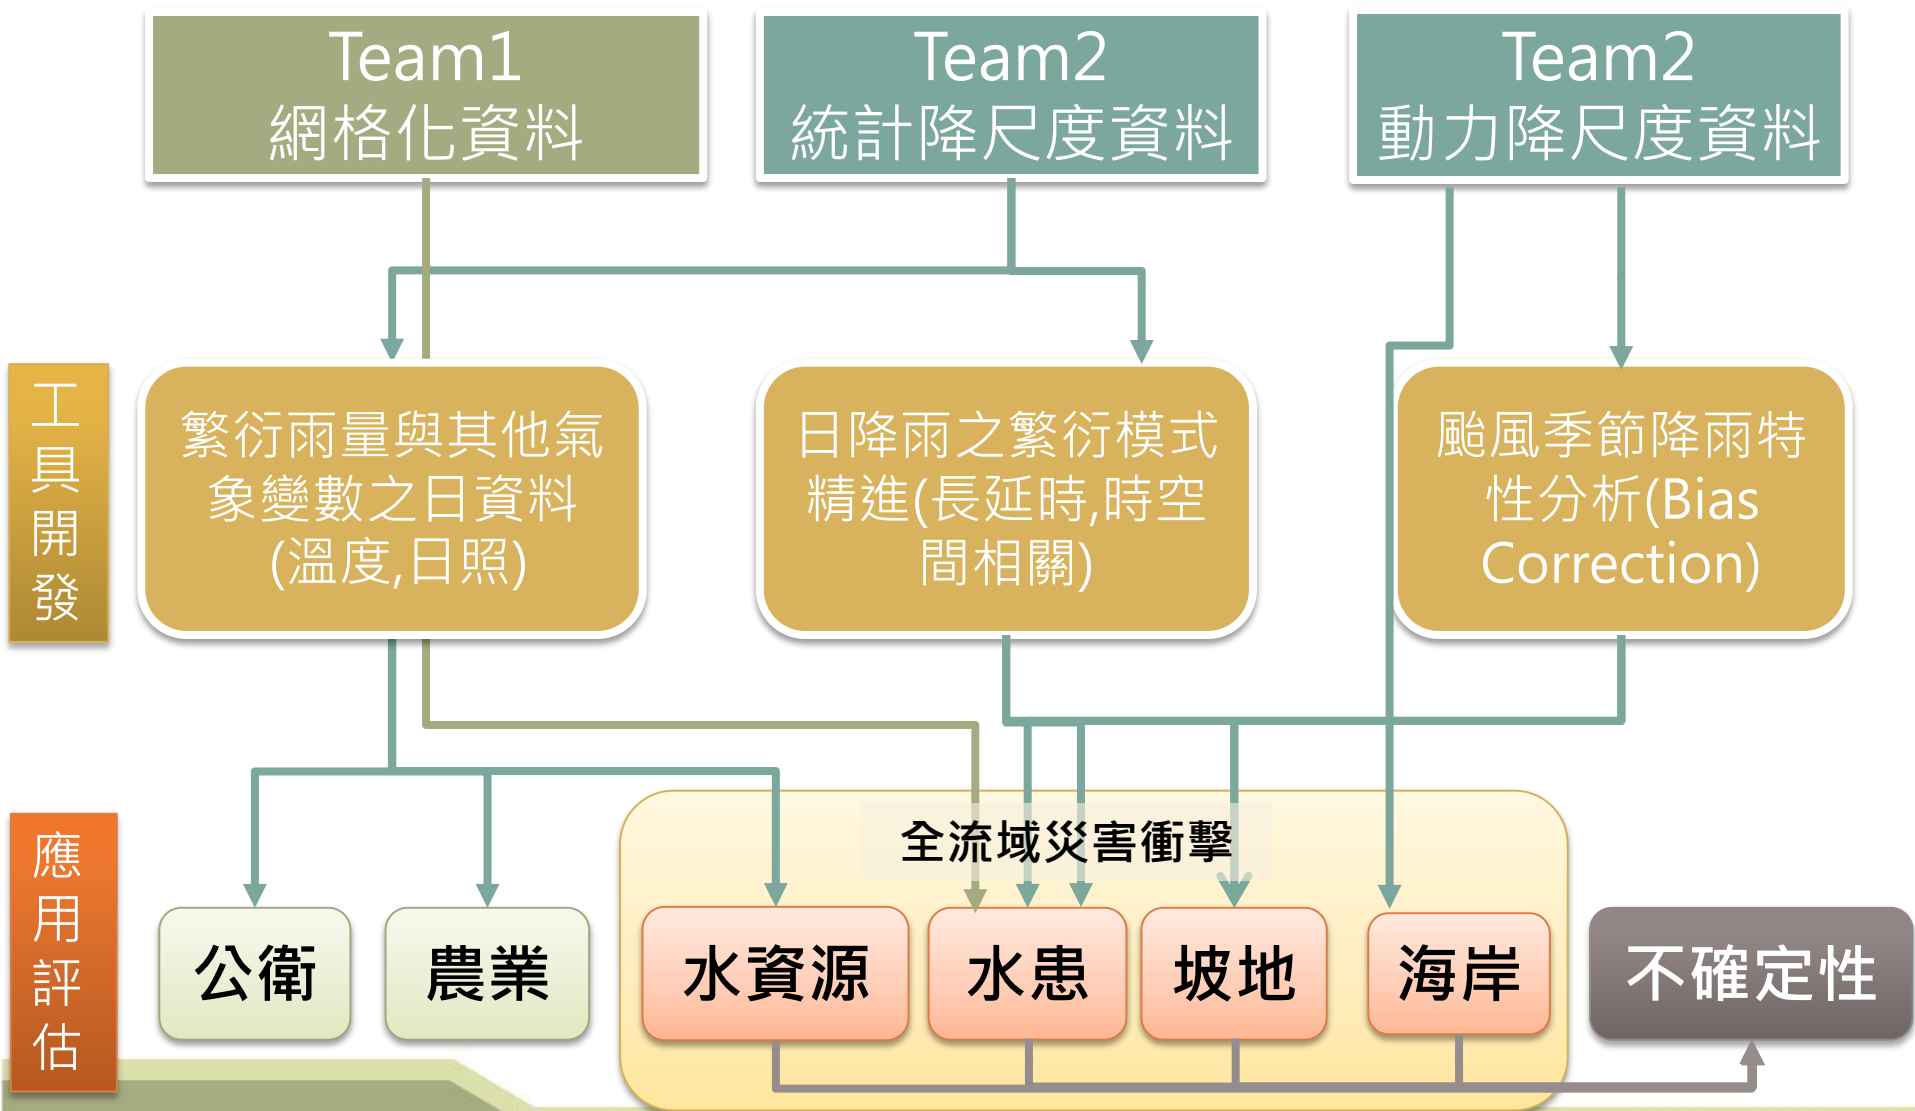 Team1
網格化資料
Team2
統計降尺度資料
Team2
動力降尺度資料
工具開發
繁衍雨量與其他氣
象變數之日資料
(溫度,日照)
日降雨之繁衍模式
精進(長延時,時空
間相關)
颱風季節降雨特
性分析(Bias
Correction)
應用評估
全流域災害衝擊
公衛
農業
水資源
水患
坡地
海岸
不確定性